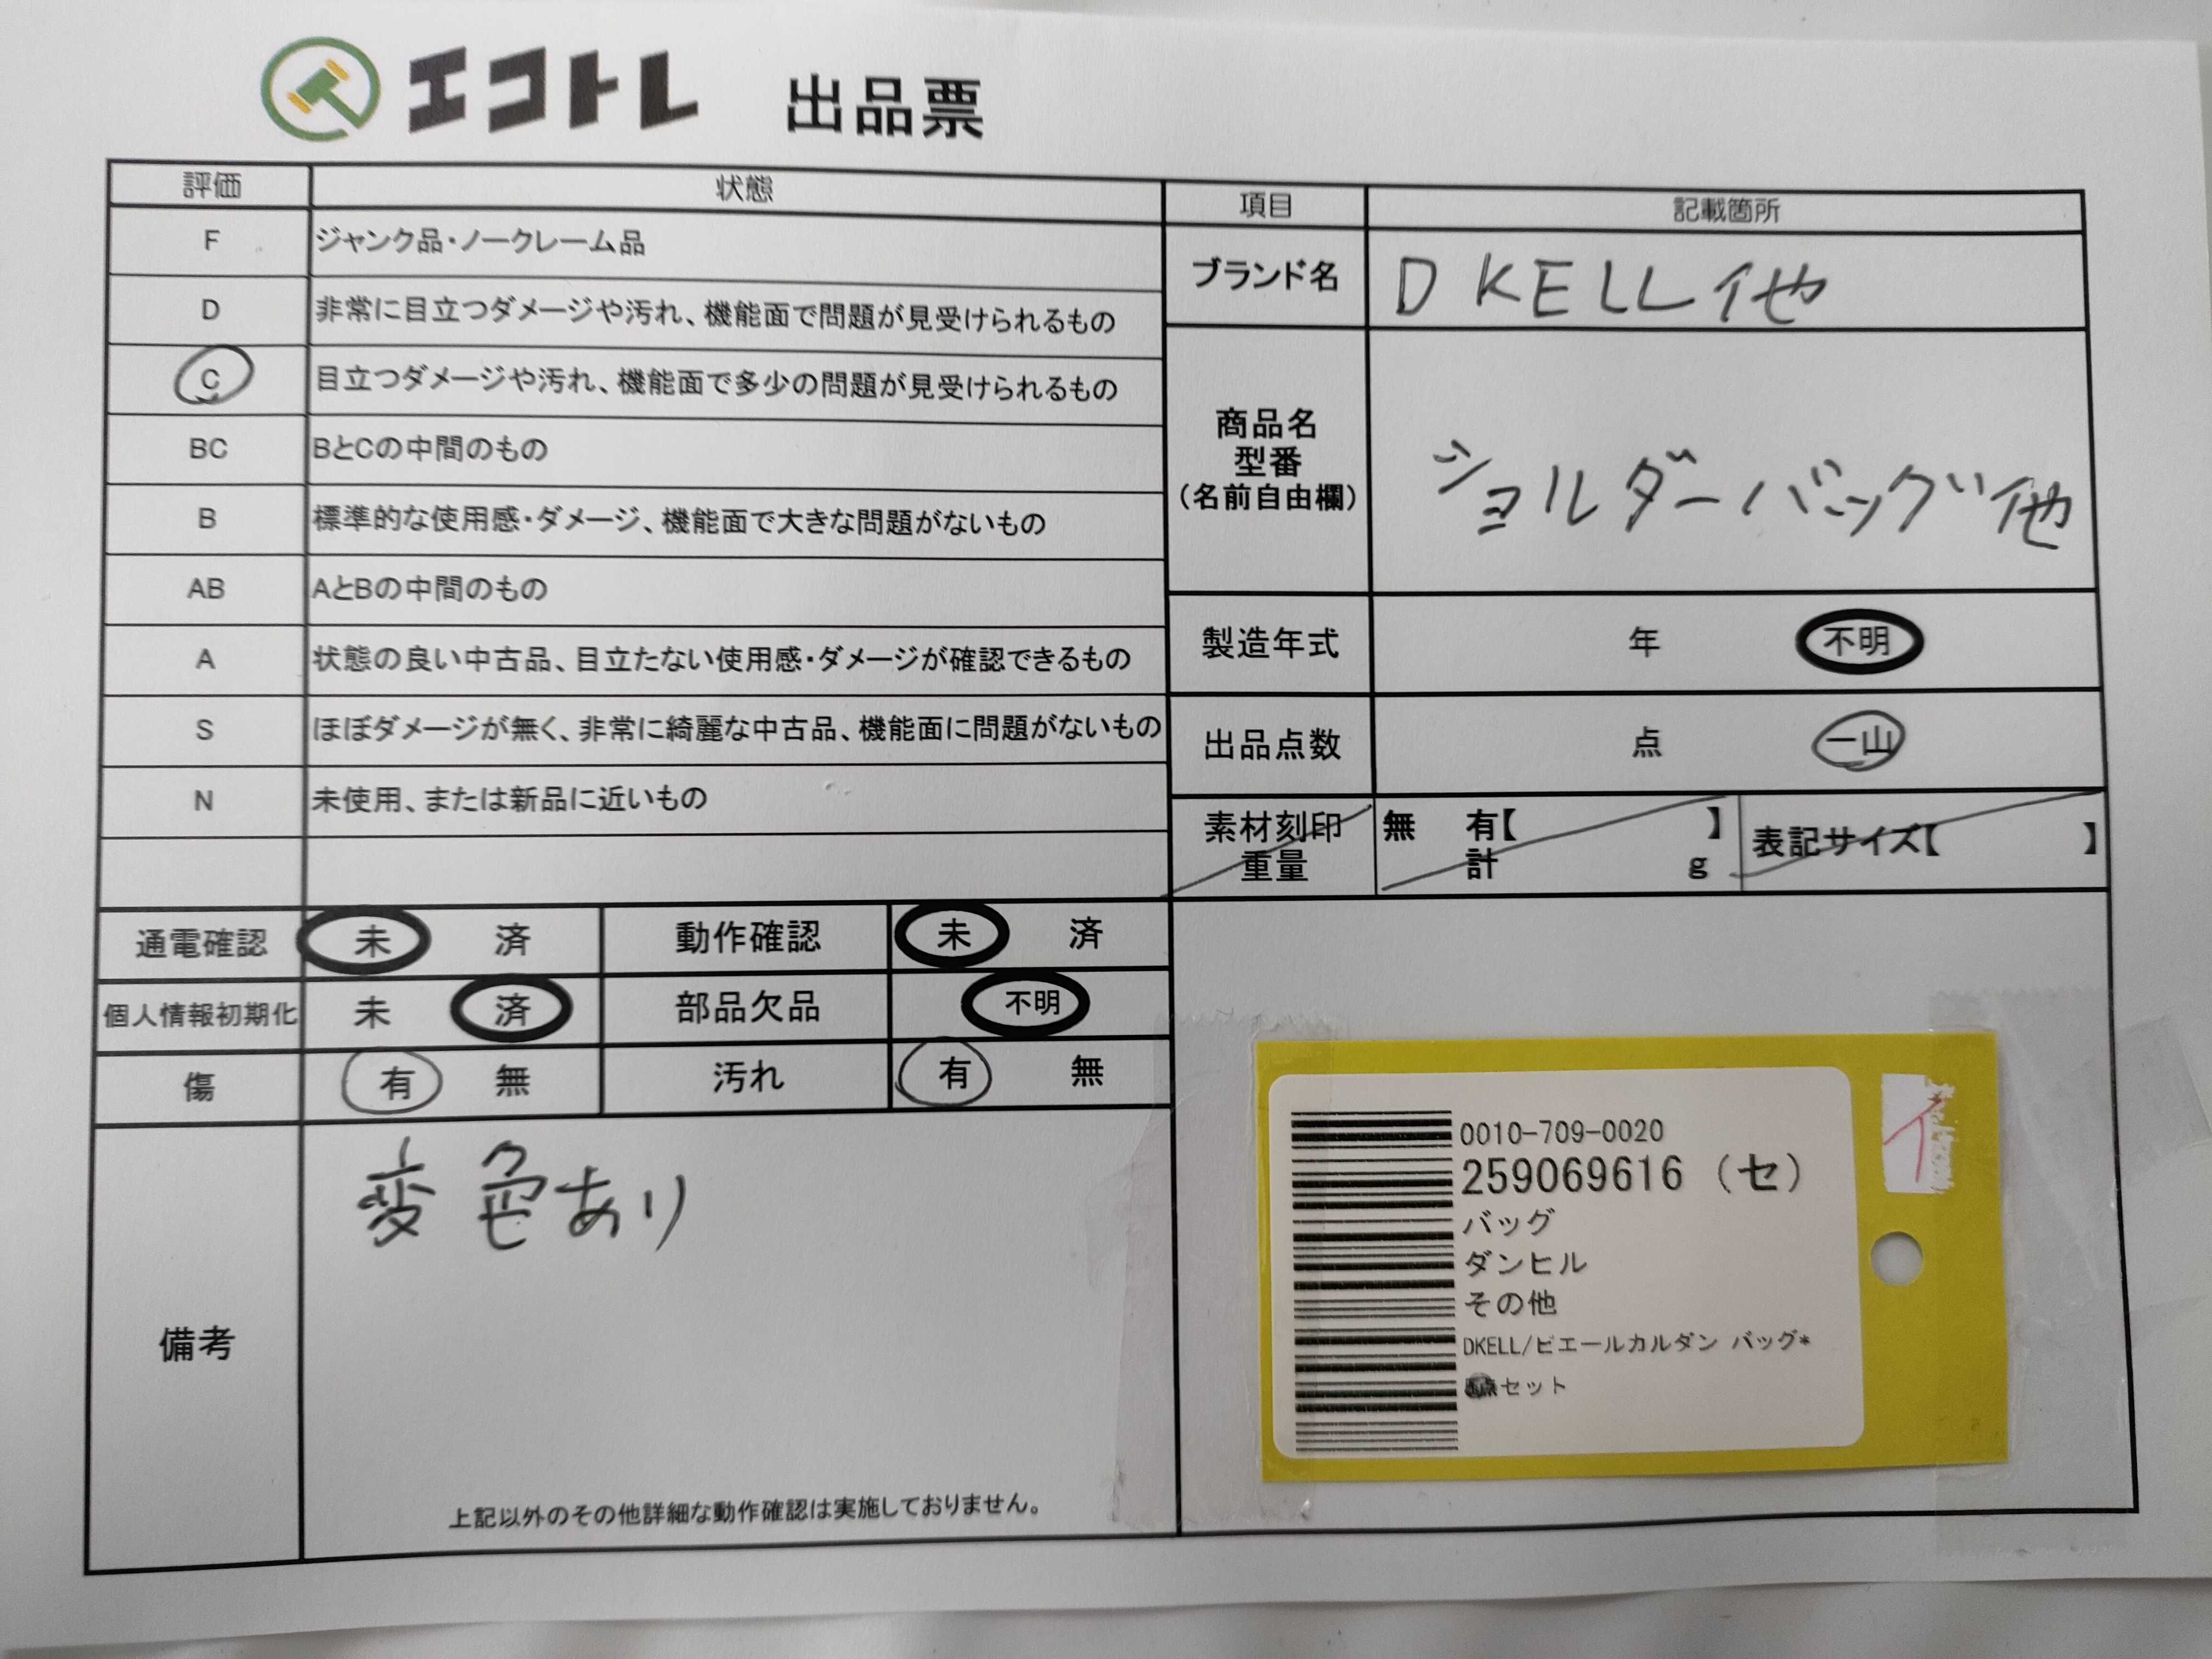 エコトレ 出品票
評価 状態
F ジャンク品・ノークレーム品
D 非常に目立つダメージや汚れ、機能面で問題が見受けられるもの
C 目立つダメージや汚れ、機能面で多少の問題が見受けられるもの
BC BとCの中間のもの
B 標準的な使用感・ダメージ、機能面で大きな問題がないもの
AB AとBの中間のもの
A 状態の良い中古品、目立たない使用感・ダメージが確認できるもの
S ほぼダメージが無く、非常に綺麗な中古品、機能面に問題がないもの
N 未使用、または新品に近いもの
項目 記載箇所
ブランド名 D KELL 他
商品名
型番
(名前自由欄)
ショルダーバッグ 他
製造年式 年 不明
出品点数 点 一山
素材刻印 無 有【 】 表記サイズ【 】
重量 計 g
通電確認 未 済 動作確認 未 済
個人情報初期化 未 済 部品欠品 不明
傷 有 無 汚れ 有 無
備考
変色あり
上記以外のその他詳細な動作確認は実施しておりません。
0010-709-0020
259069616 (セ)
バッグ
ダンヒル
その他
DKELL/ピエールカルダン バッグ*
点セット
イ